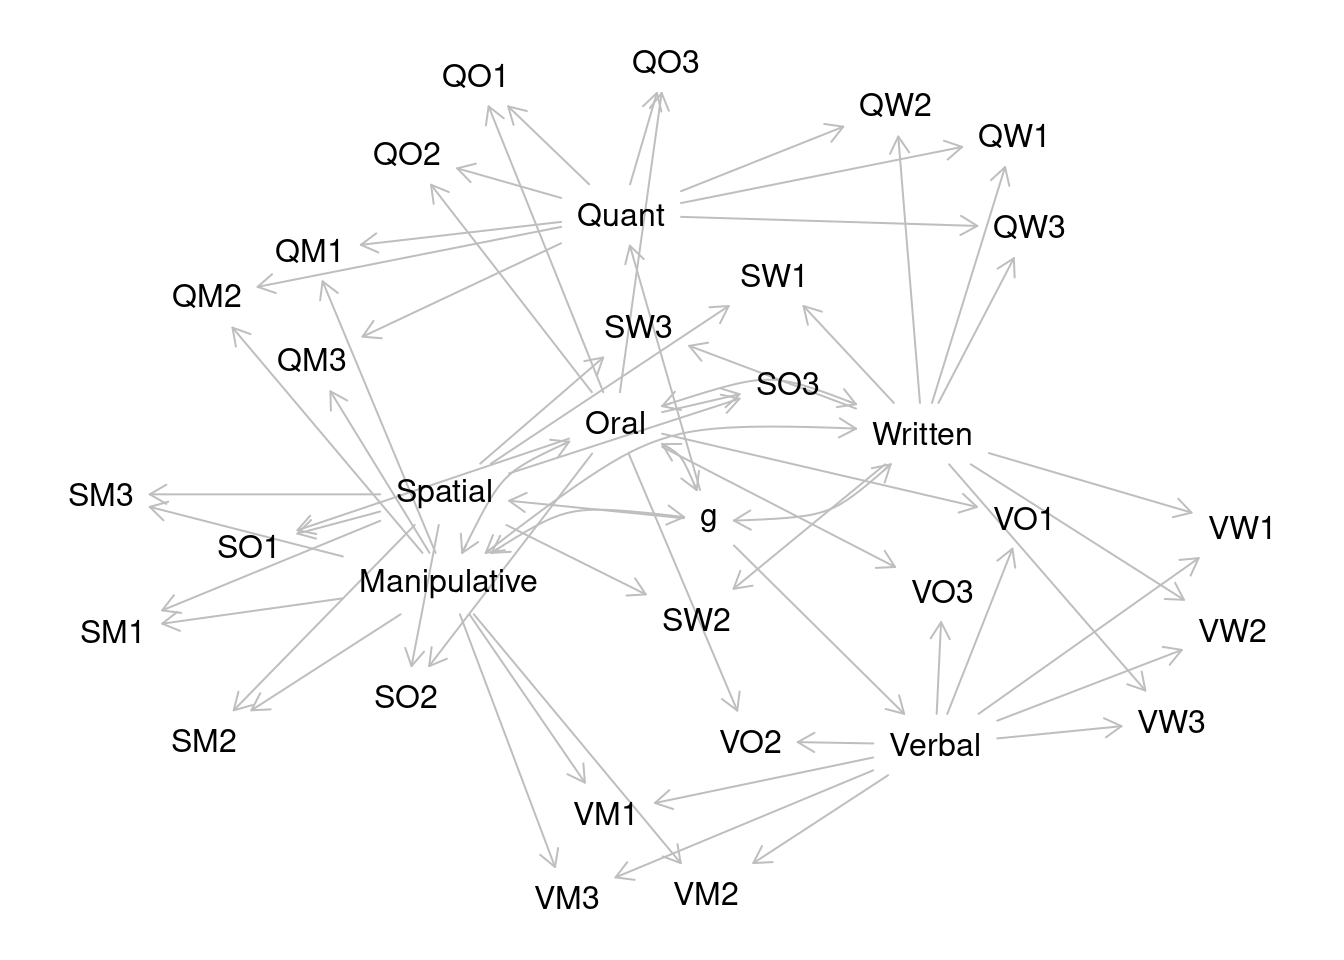 QO3
QO1
QW2
QW1
QO2
Quant
QW3
QM1
SW1
QM2
SW3
QM3
SO3
Oral
Written
Spatial
SM3
g
VO1
VW1
SO1
Manipulative
VO3
SW2
VW2
SM1
SO2
VW3
SM2
VO2
Verbal
VM1
VM2
VM3